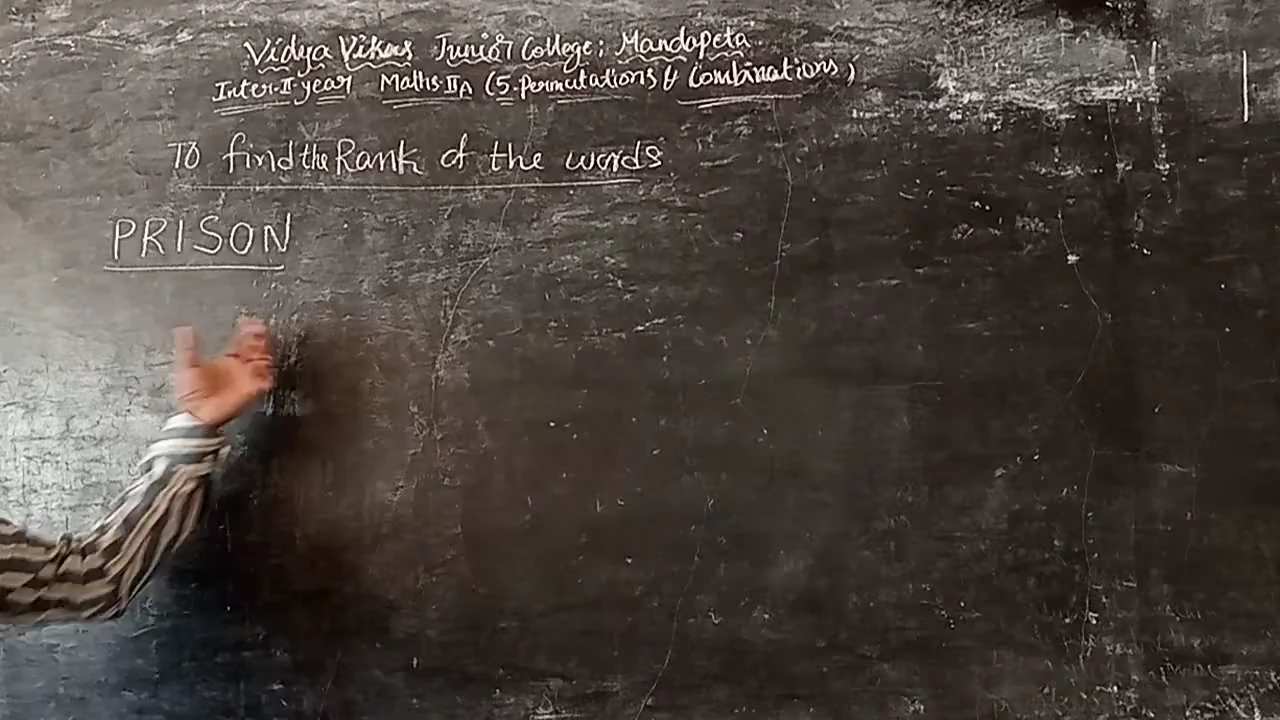 Vidya Vikas Junior College; Mandapeta
Inter-II year Maths IIA (5. Permutations & Combinations)
To find the Rank of the words
PRISON